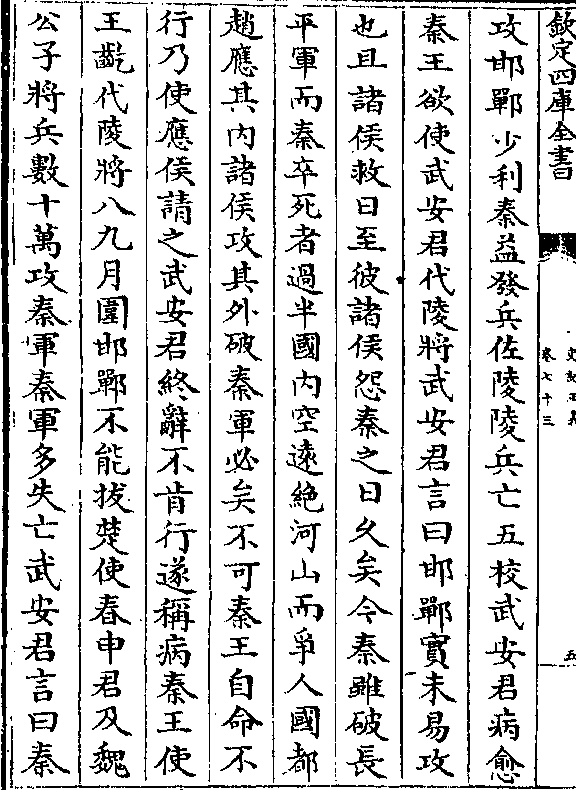 欽定四庫全書
史記正義
卷七十三
五
攻邯鄲少利秦益發兵佐陵陵兵亡五校武安君病愈
秦王欲使武安君代陵將武安君言曰邯鄲實未易攻
也且諸侯救日至彼諸侯怨秦之日久矣今秦雖破長
平軍而秦卒死者過半國内空遠絶河山而爭人國都
趙應其内諸侯攻其外破秦軍必矣不可秦王自命不
行乃使應侯請之武安君終辭不肯行遂稱病秦王使
王齕代陵將八九月圍邯鄲不能拔楚使春申君及魏
公子將兵數十萬攻秦軍秦軍多失亡武安君言曰秦